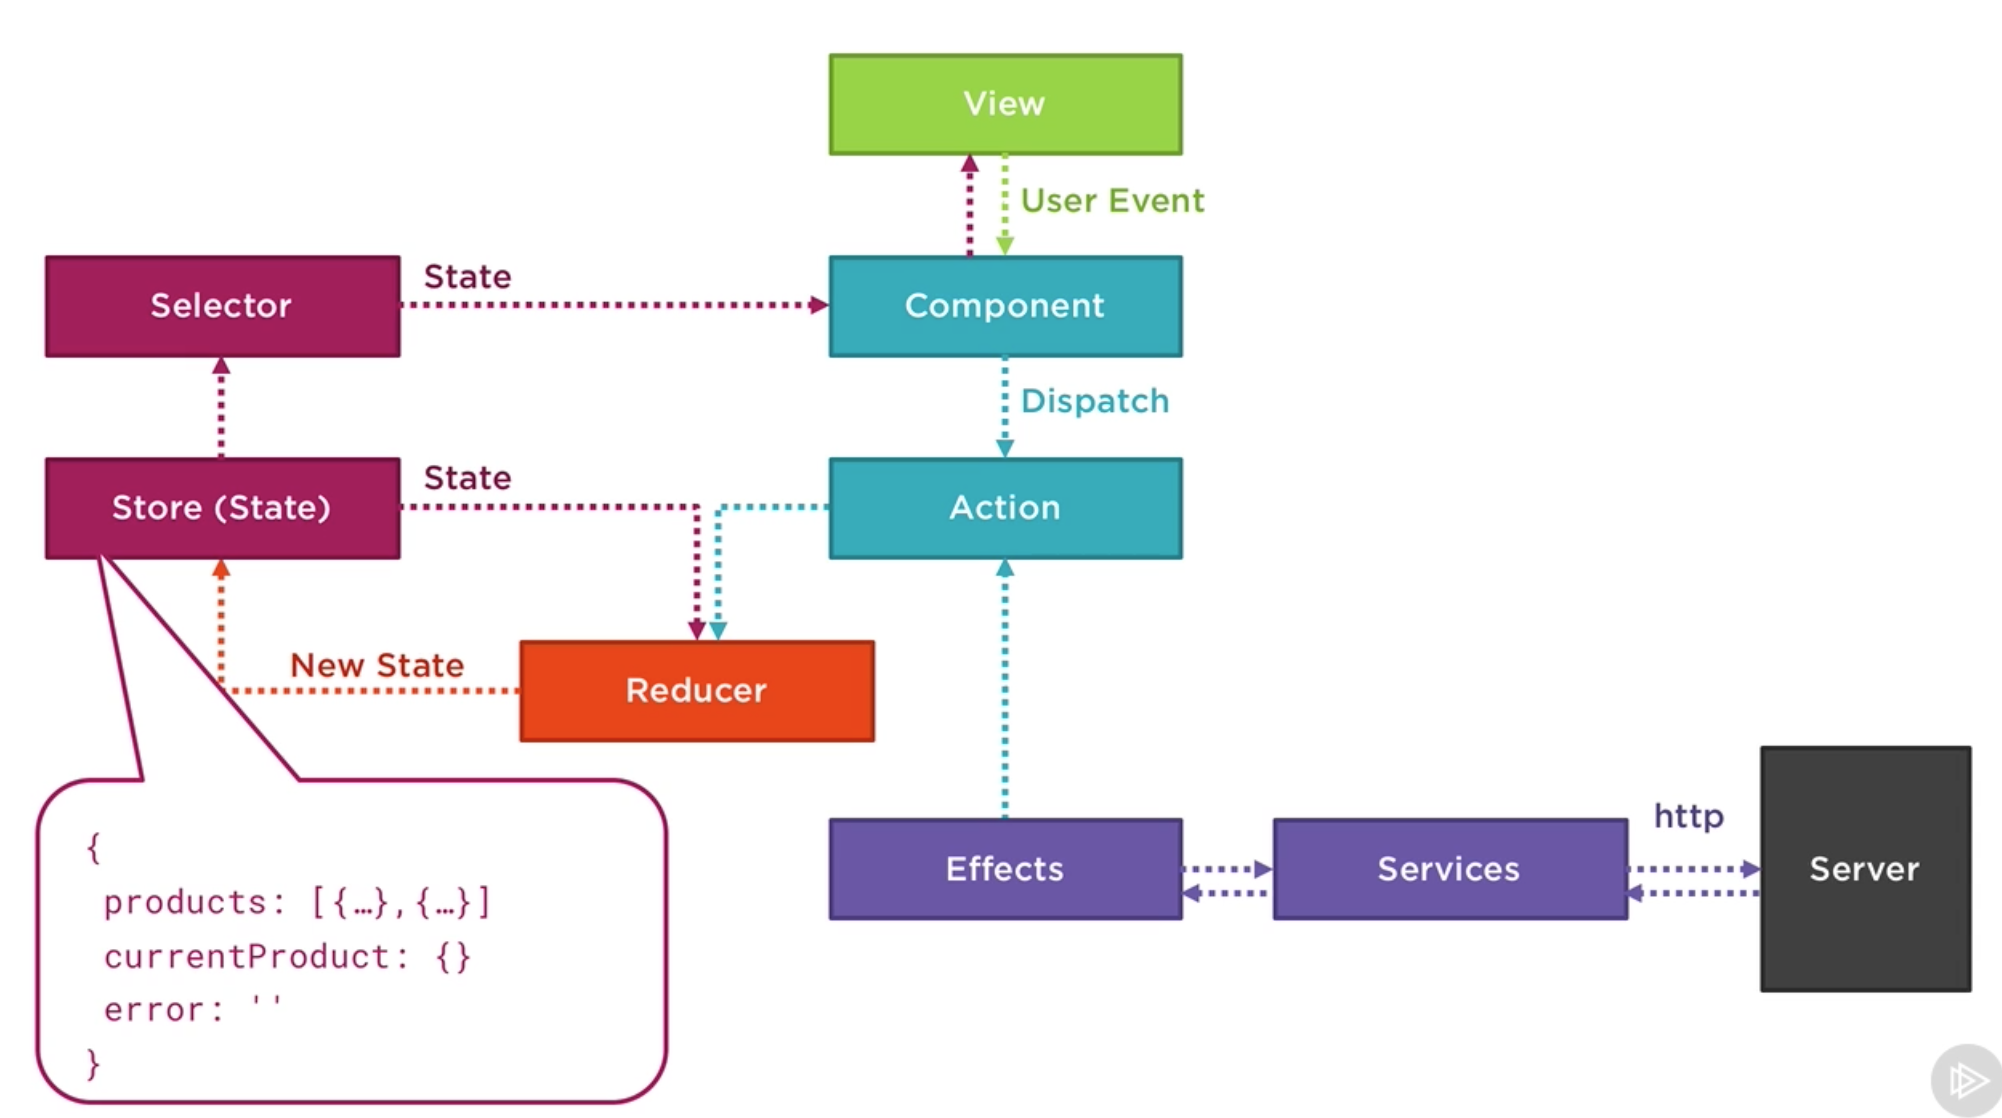 View
User Event
Selector
State
Component
Dispatch
Store (State)
State
Action
New State
Reducer
http
Effects
Services
Server
{
products: [{…},{…}]
currentProduct: {}
error: ''
}